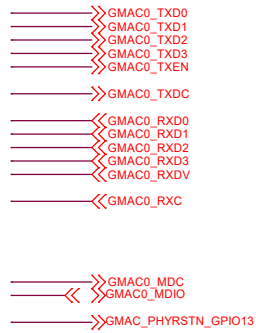 GMAC0_TXD0
GMAC0_TXD1
GMAC0_TXD2
GMAC0_TXD3
GMAC0_TXEN
GMAC0_TXDC
GMAC0_RXD0
GMAC0_RXD1
GMAC0_RXD2
GMAC0_RXD3
GMAC0_RXDV
GMAC0_RXC
GMAC0_MDC
GMAC0_MDIO
GMAC_PHYRSTN_GPIO13